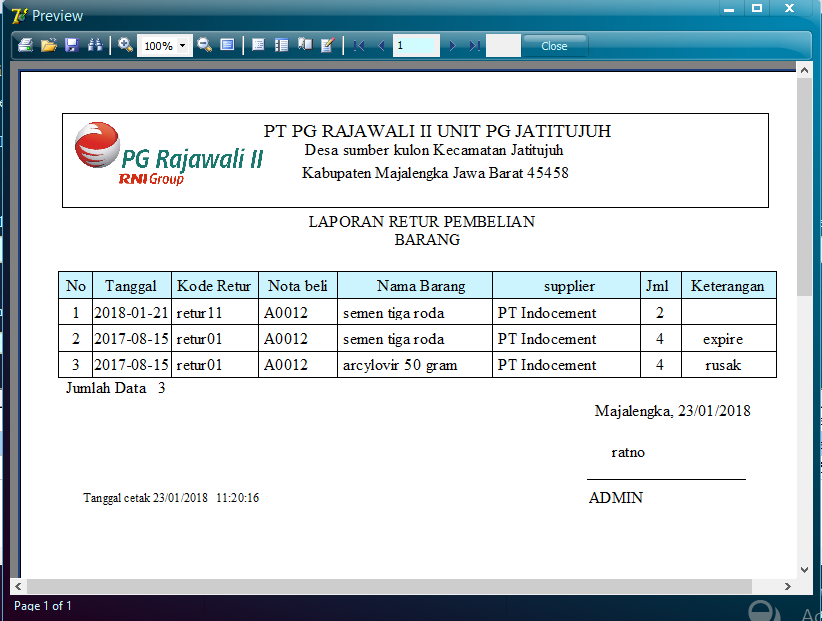 Preview
100% 1 Close
PT PG RAJAWALI II UNIT PG JATITUJUH
Desa sumber kulon Kecamatan Jatitujuh
Kabupaten Majalengka Jawa Barat 45458
PG Rajawali II
RNI Group
LAPORAN RETUR PEMBELIAN
BARANG
No Tanggal Kode Retur Nota beli Nama Barang supplier Jml Keterangan
1 2018-01-21 retur11 A0012 semen tiga roda PT Indocement 2
2 2017-08-15 retur01 A0012 semen tiga roda PT Indocement 4 expire
3 2017-08-15 retur01 A0012 arcylovir 50 gram PT Indocement 4 rusak
Jumlah Data 3
Majalengka, 23/01/2018
ratno
Tanggal cetak 23/01/2018 11:20:16
ADMIN
Page 1 of 1